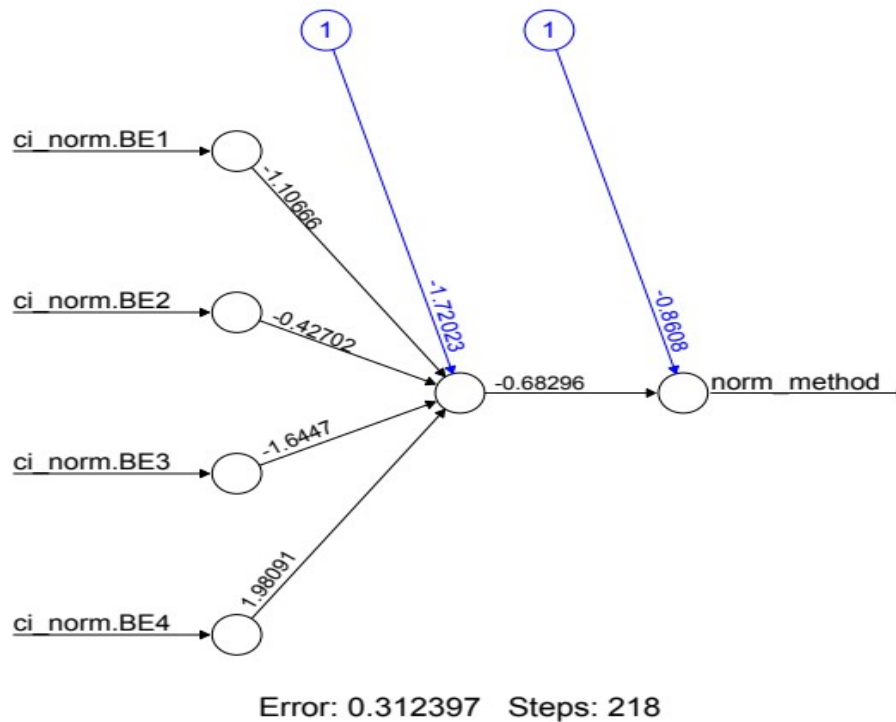 1 1
ci_norm.BE1
-1.10666
ci_norm.BE2
-0.42702
-1.72023
-0.8608
-0.68296
norm_method
ci_norm.BE3
-1.6447
1.98091
ci_norm.BE4
Error: 0.312397 Steps: 218